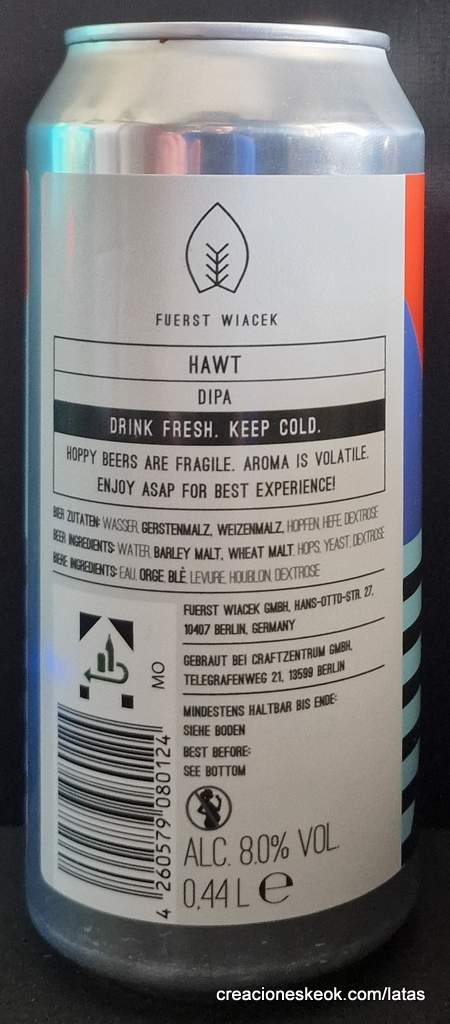 FUERST WIACEK
HAWT
DIPA
DRINK FRESH. KEEP COLD.
HOPPY BEERS ARE FRAGILE. AROMA IS VOLATILE.
ENJOY ASAP FOR BEST EXPERIENCE!
BIER ZUTATEN: WASSER, GERSTENMALZ, WEIZENMALZ, HOPFEN, HEFE, DEXTROSE
BEER INGREDIENTS: WATER, BARLEY MALT, WHEAT MALT, HOPS, YEAST, DEXTROSE
BIERE INGREDIENTS: EAU, ORGE, BLÉ, LEVURE, HOUBLON, DEXTROSE
FUERST WIACEK GMBH, HANS-OTTO-STR. 27,
10407 BERLIN, GERMANY
GEBRAUT BEI CRAFTZENTRUM GMBH,
TELEGRAFENWEG 21, 13599 BERLIN
MO
MINDESTENS HALTBAR BIS ENDE:
SIEHE BODEN
BEST BEFORE:
SEE BOTTOM
4 260579 080124
ALC. 8.0% VOL.
0,44 L ℮
creacioneskeok.com/latas